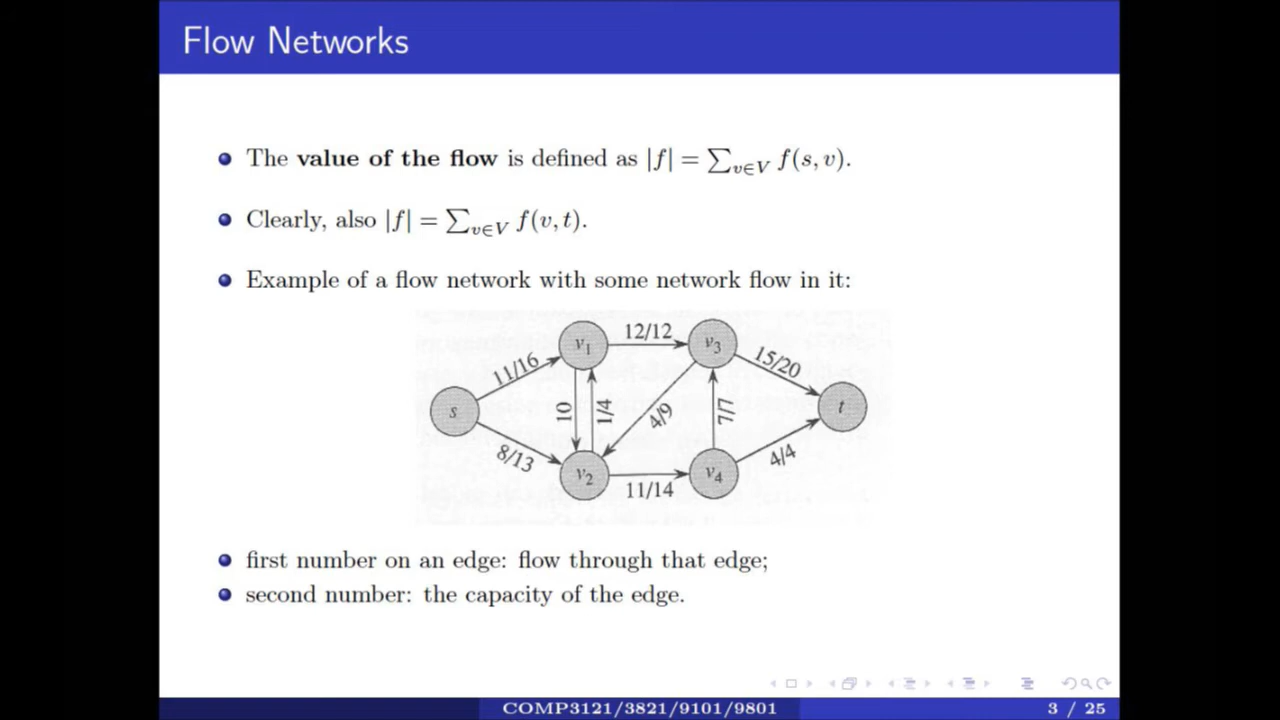 Flow Networks
The value of the flow is defined as |f| = ∑v∈V f(s, v).
Clearly, also |f| = ∑v∈V f(v, t).
Example of a flow network with some network flow in it:
12/12
v1
v3
11/16
15/20
s
10
1/4
4/9
7/7
t
8/13
v2
v4
4/4
11/14
first number on an edge: flow through that edge;
second number: the capacity of the edge.
COMP3121/3821/9101/9801
3 / 25